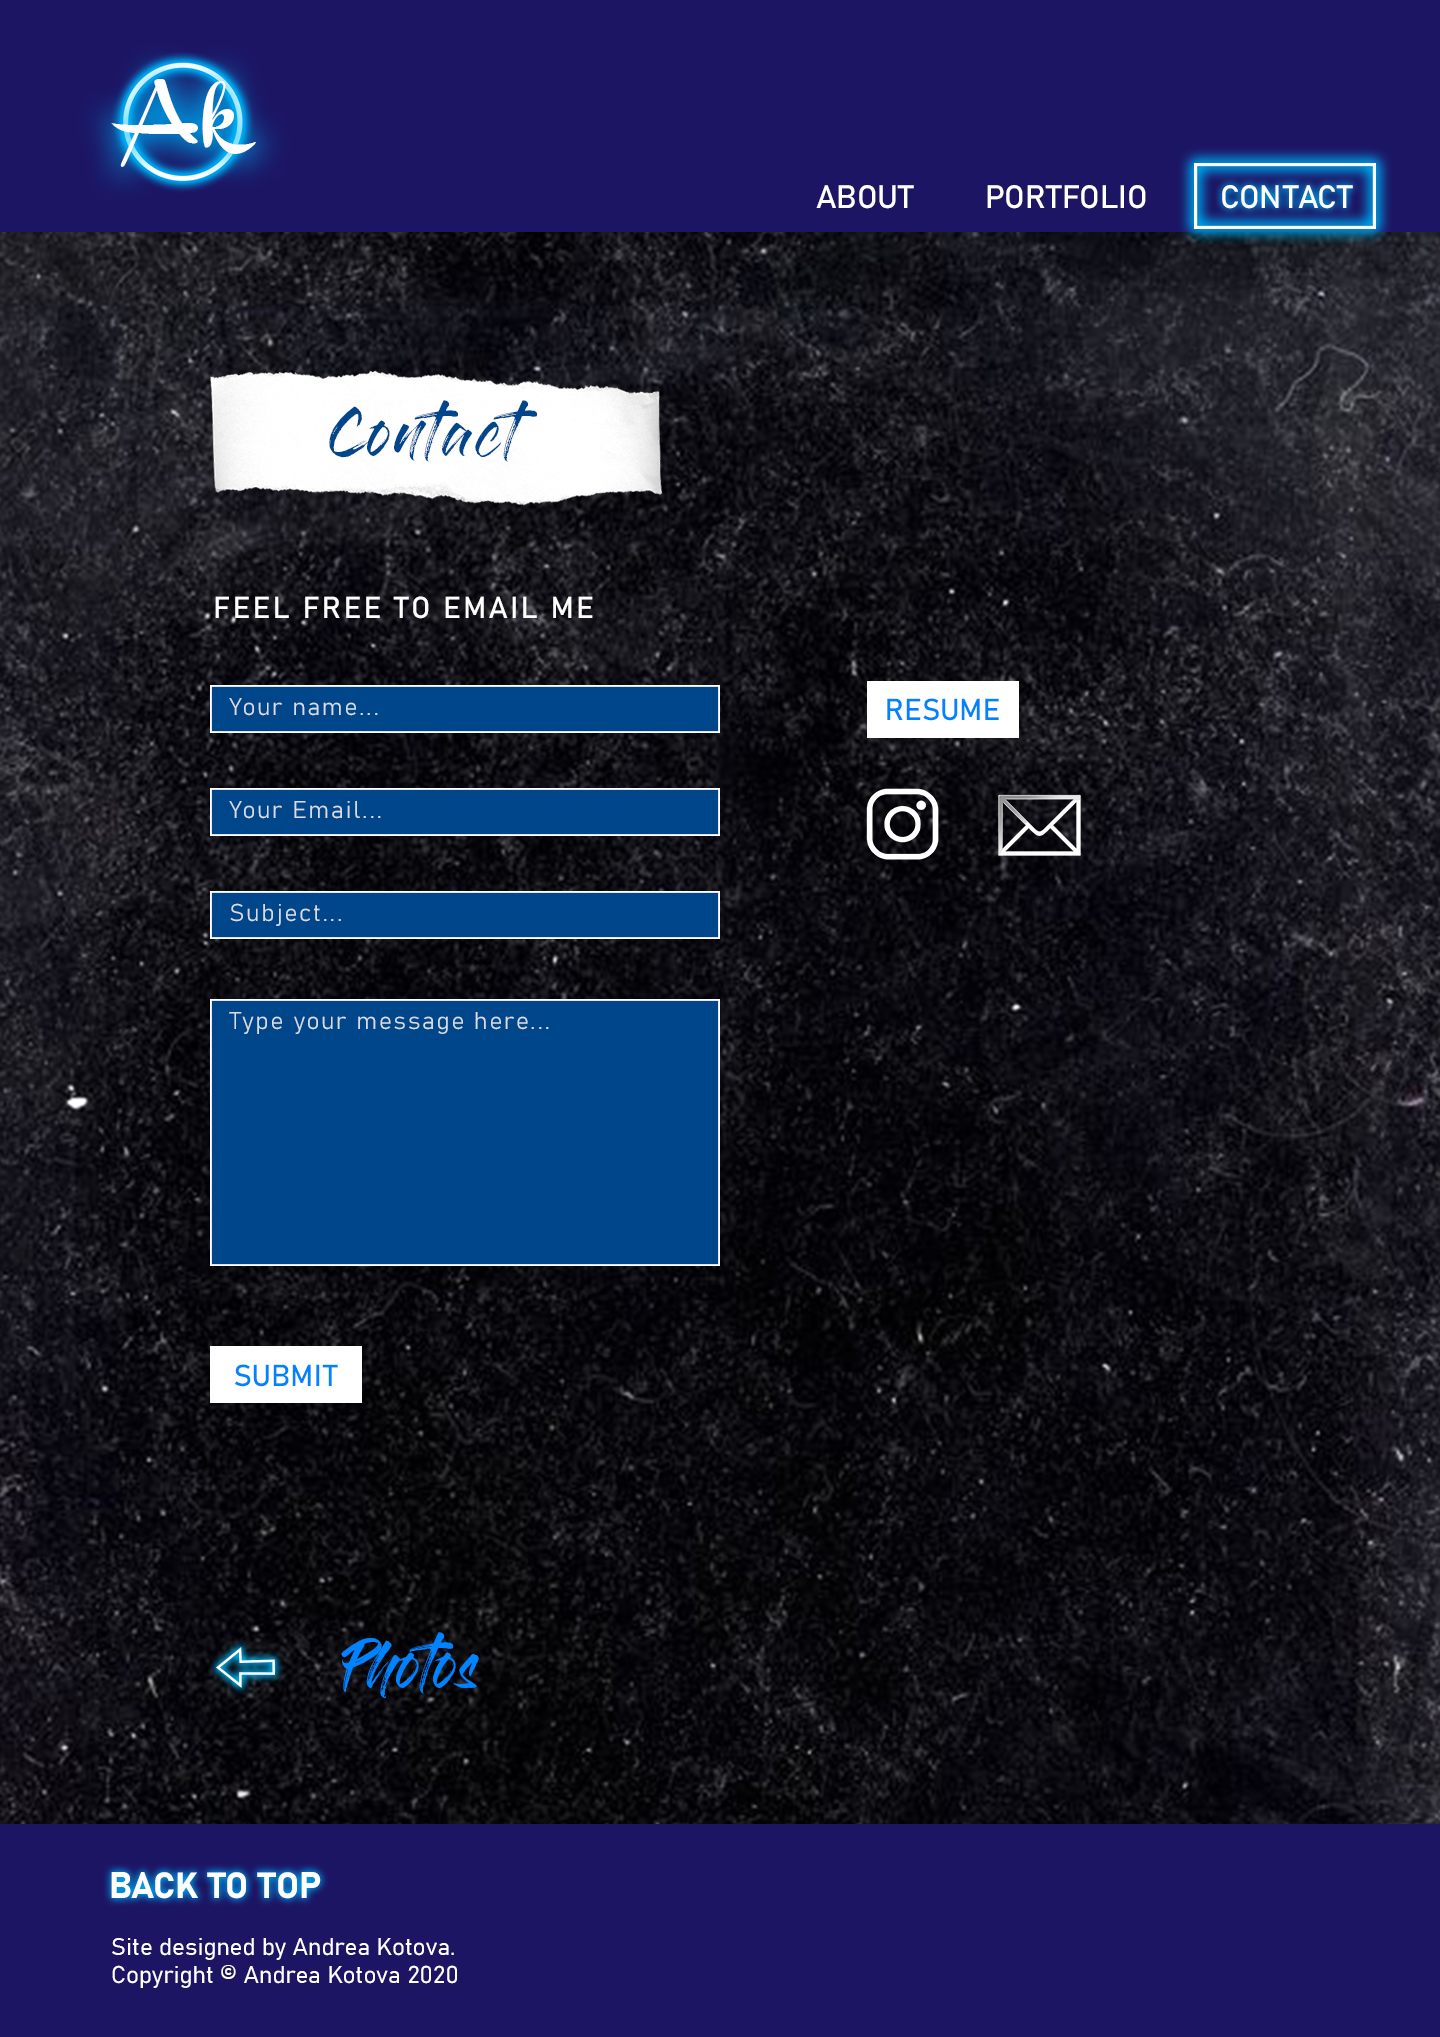 Ak
ABOUT PORTFOLIO CONTACT
Contact
FEEL FREE TO EMAIL ME
Your name...
RESUME
Your Email...
Subject...
Type your message here...
SUBMIT
Photos
BACK TO TOP
Site designed by Andrea Kotova.
Copyright © Andrea Kotova 2020